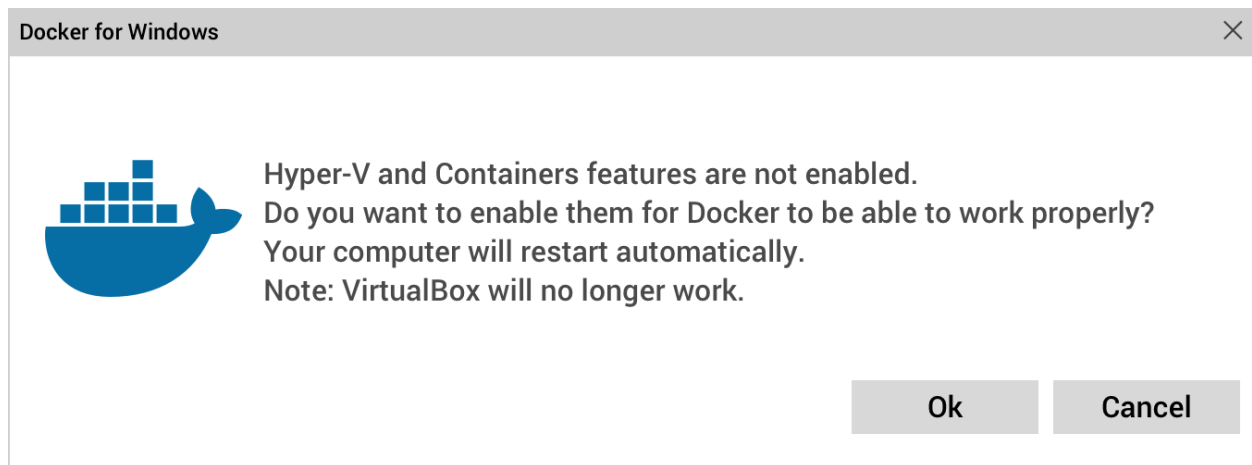 Docker for Windows
Hyper-V and Containers features are not enabled.
Do you want to enable them for Docker to be able to work properly?
Your computer will restart automatically.
Note: VirtualBox will no longer work.
Ok
Cancel